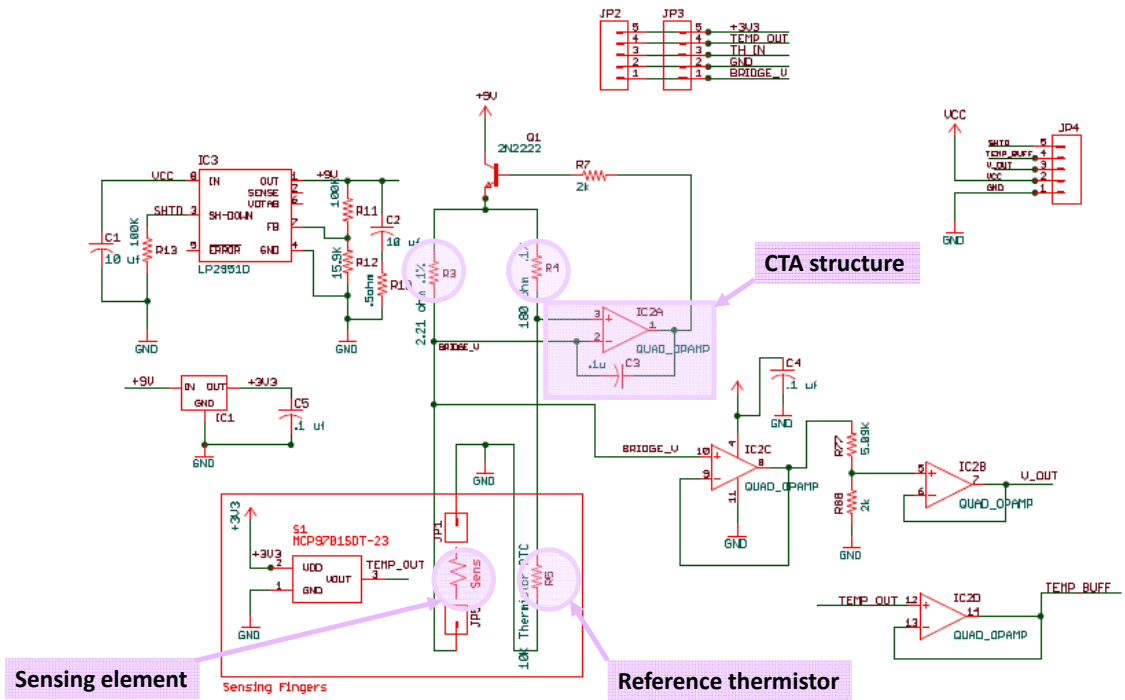 JP2
JP3
5 5 +3V3
4 4 TEMP_OUT
3 3 TH_IN
2 2 GND
1 1 BRIDGE_V
+9V
Q1
2N2222
R7
2k
VCC
JP4
SHTD 5
TEMP_BUFF 4
V_OUT 3
VCC 2
GND 1
GND
IC3
VCC 8 IN OUT 1 +9V
SENSE 2
VOTAB 6
SHTD 3 SH-DOWN
FB 7
5 ERROR GND 4
LP2951D
C1
10 uf
100K
R13
100K
R11
C2
10 uf
15.9K
R12
.5ohm
GND
GND
R3
2.21 ohm .1%
R4
180 ohm
CTA structure
IC2A
3
2
1
QUAD_OPAMP
.1u
C3
BRIDGE_V
+9V
IN OUT
GND
IC1
+3V3
C5
.1 uf
GND
C4
.1 uf
GND
BRIDGE_V
10
9
4
IC2C
8
11
QUAD_OPAMP
GND
R77
5.09K
R88
2k
GND
5
6
IC2B
7
QUAD_OPAMP
V_OUT
GND
+3V3
S1
MCP9701SDT-23
+3V3
2 VDD
VOUT 3 TEMP_OUT
1 GND
GND
JP1
Sens
10K Thermistor
TEMP_OUT 12
13
IC2D
14
QUAD_OPAMP
TEMP_BUFF
Sensing element
Sensing Fingers
Reference thermistor